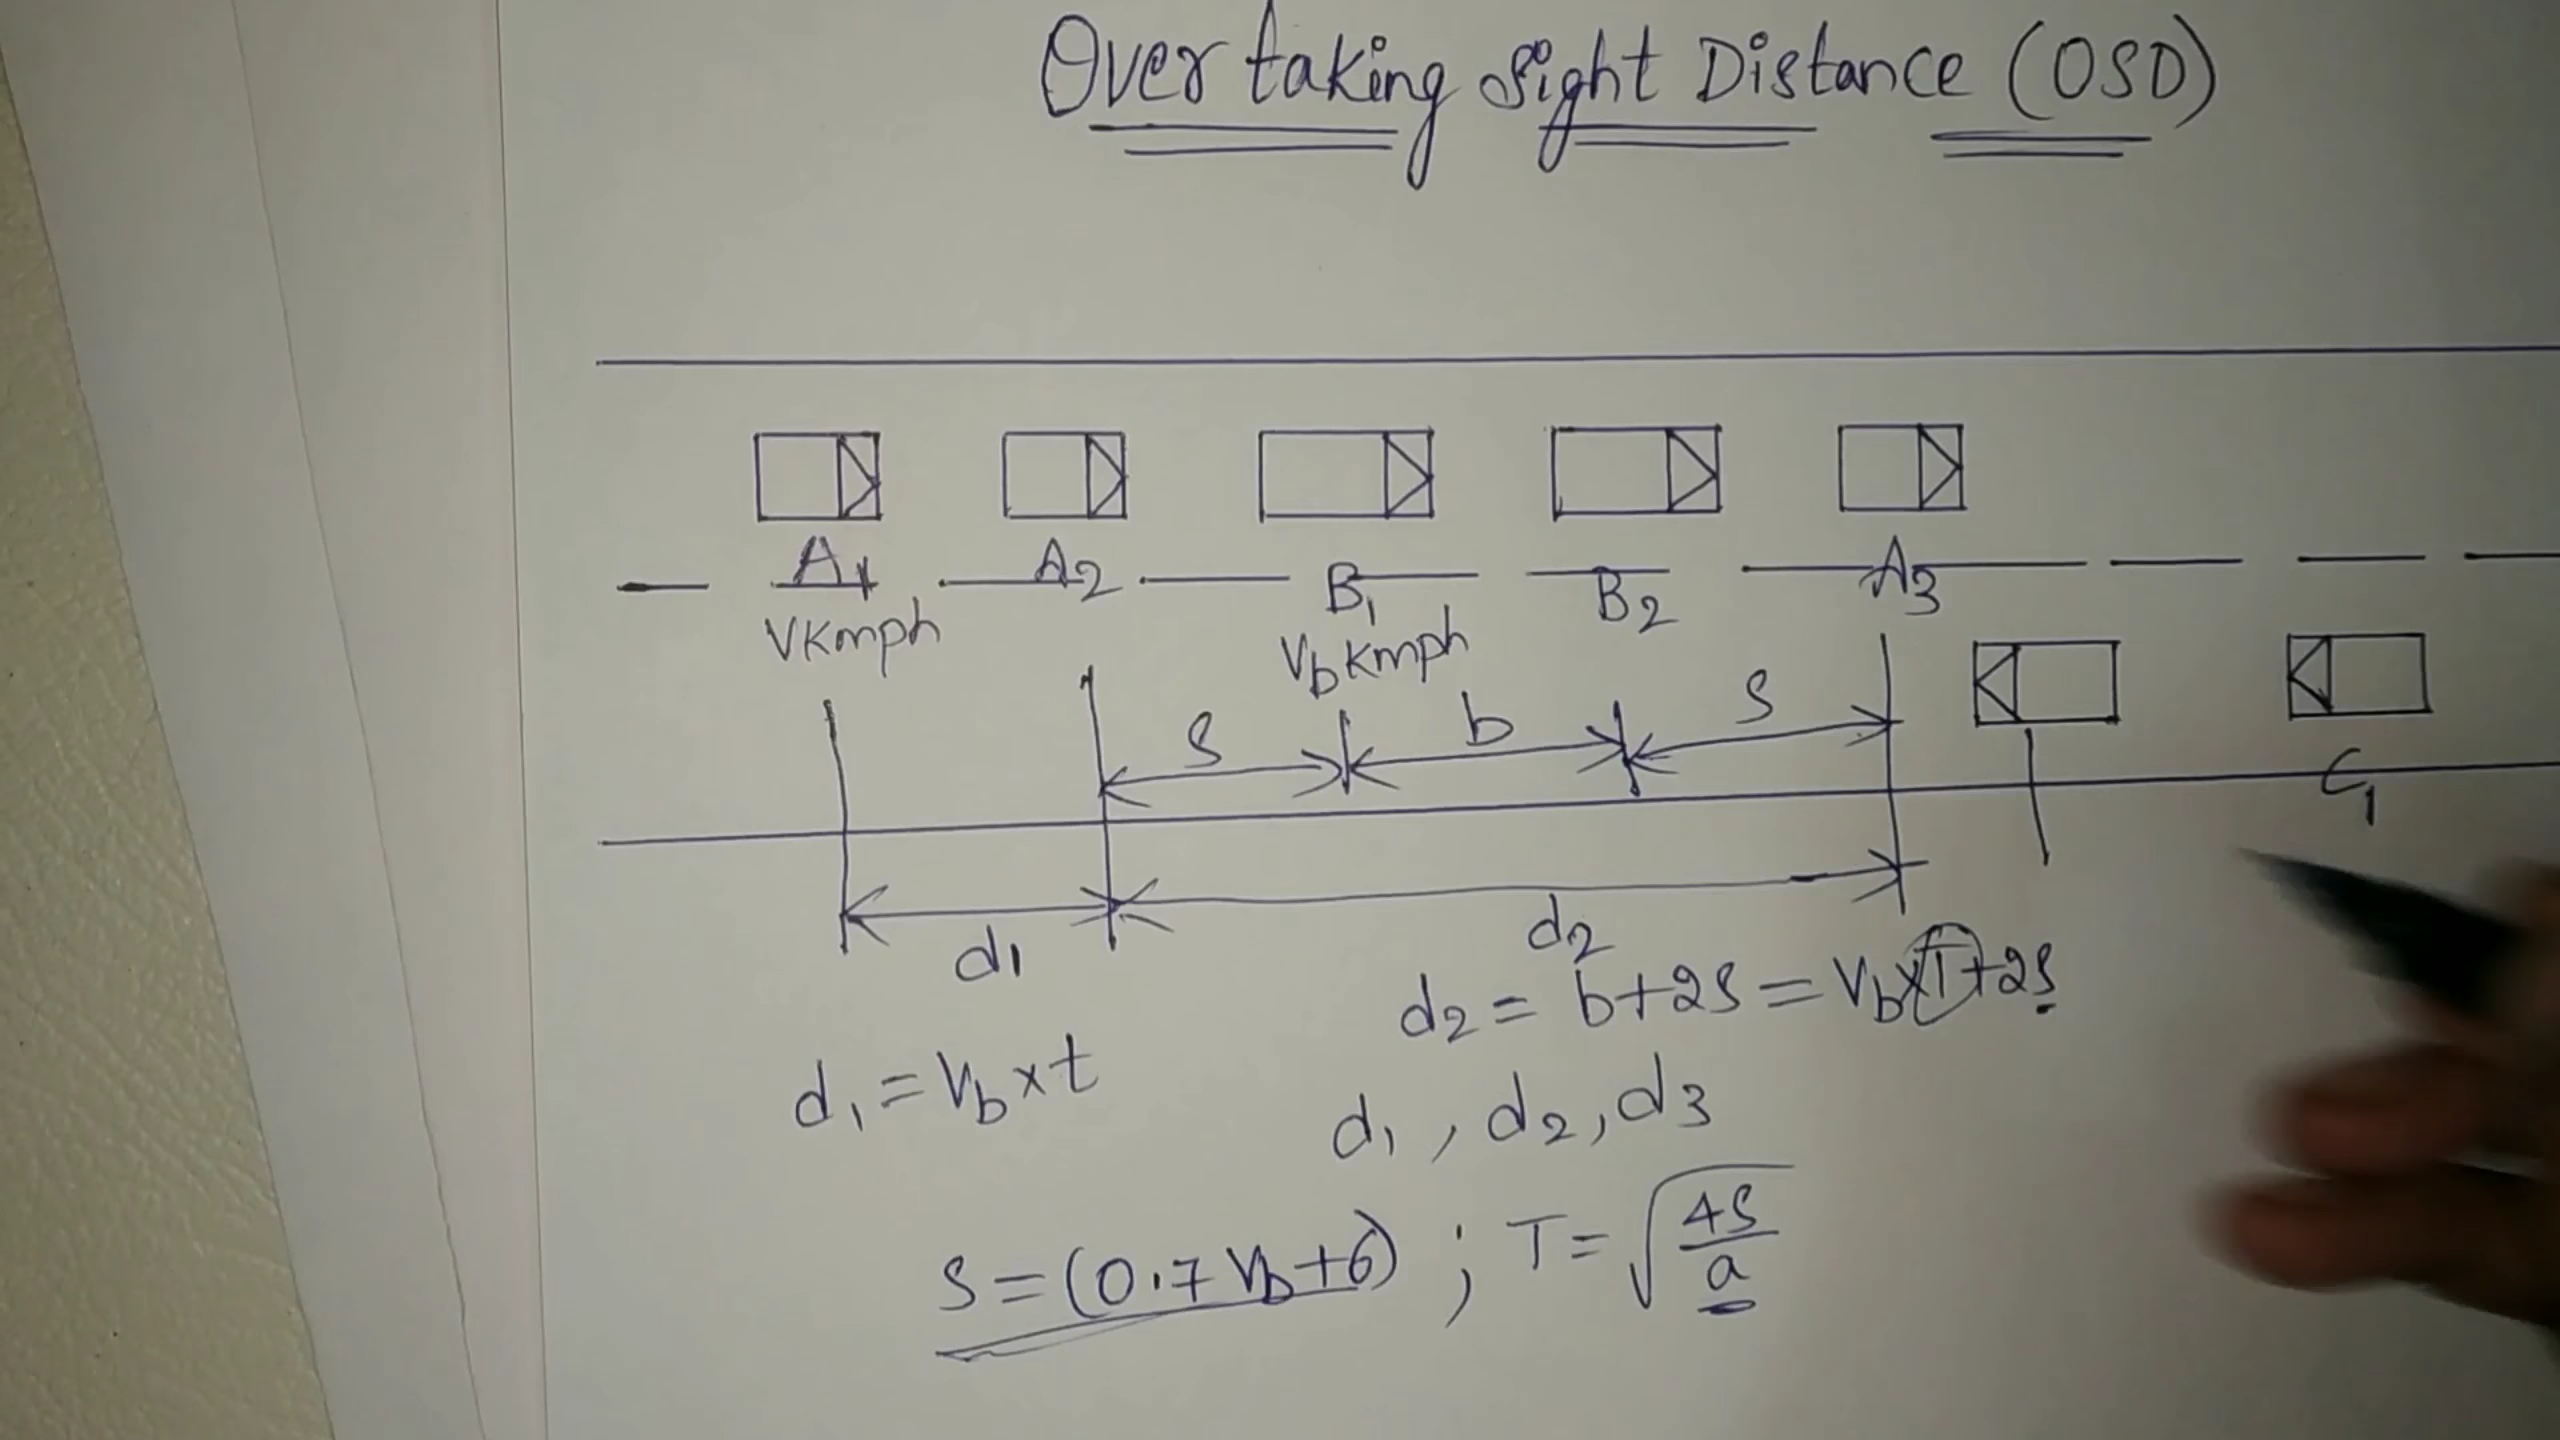 Over taking Sight Distance (OSD)
A1 A2 B1 B2 A3
VKmph Vb Kmph
S b S
C1
d1 d2
d2 = b+2S = Vb×T+2S
d1 = Vb×t
d1, d2, d3
S = (0.7 Vb+6) ; T = √4S/a